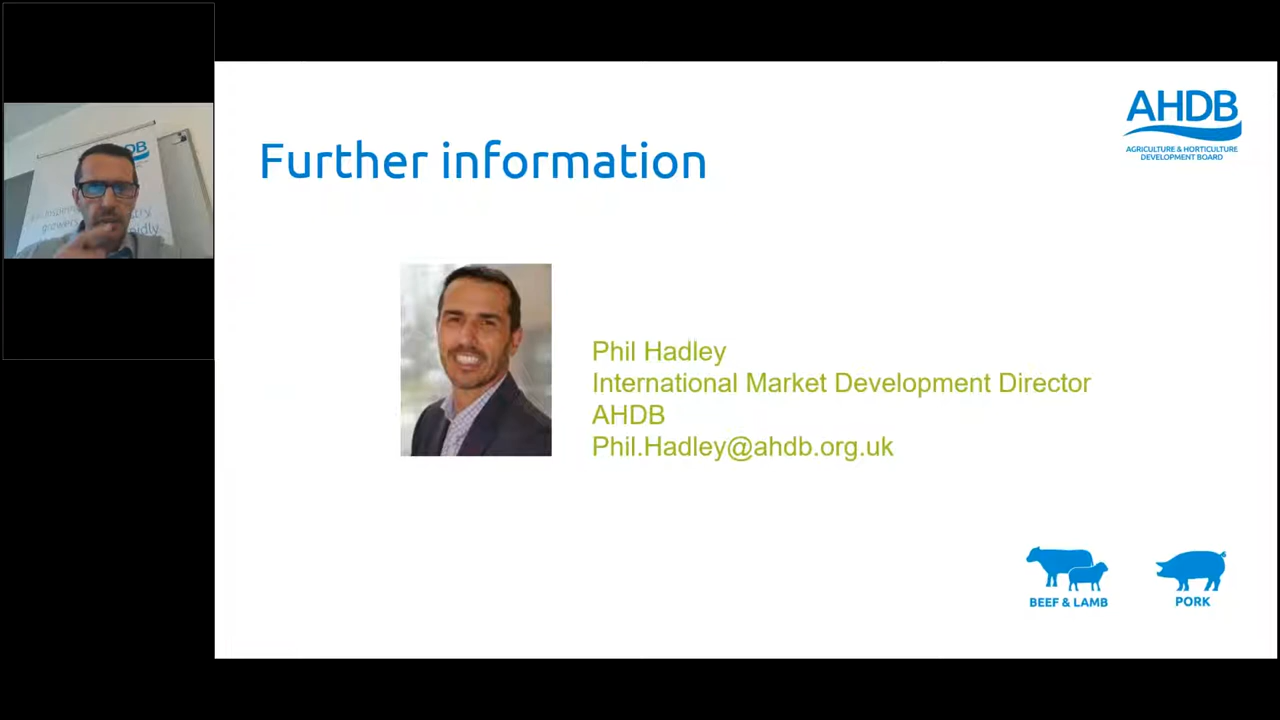 AHDB
AGRICULTURE & HORTICULTURE
DEVELOPMENT BOARD
Further information
Phil Hadley
International Market Development Director
AHDB
Phil.Hadley@ahdb.org.uk
BEEF & LAMB
PORK